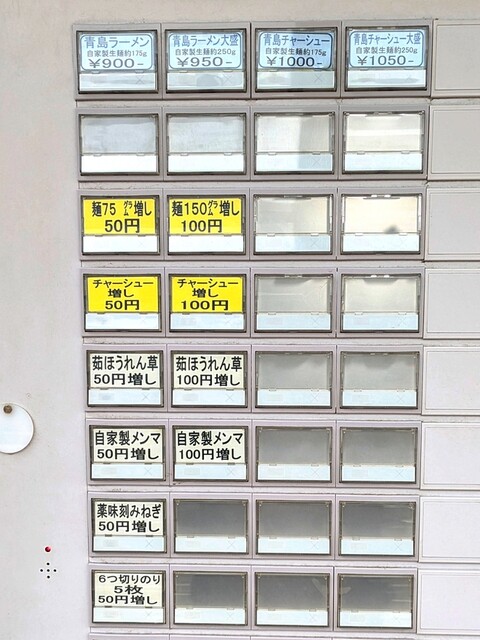 青島ラーメン
自家製生麺約175g
¥900-
青島ラーメン大盛
自家製生麺約250g
¥950-
青島チャーシュー
自家製生麺約175g
¥1000-
青島チャーシュー大盛
自家製生麺約250g
¥1050-
麺75㌘増し
50円
麺150㌘増し
100円
チャーシュー
増し
50円
チャーシュー
増し
100円
茹ほうれん草
50円増し
茹ほうれん草
100円増し
自家製メンマ
50円増し
自家製メンマ
100円増し
薬味刻みねぎ
50円増し
6つ切りのり
5枚
50円増し